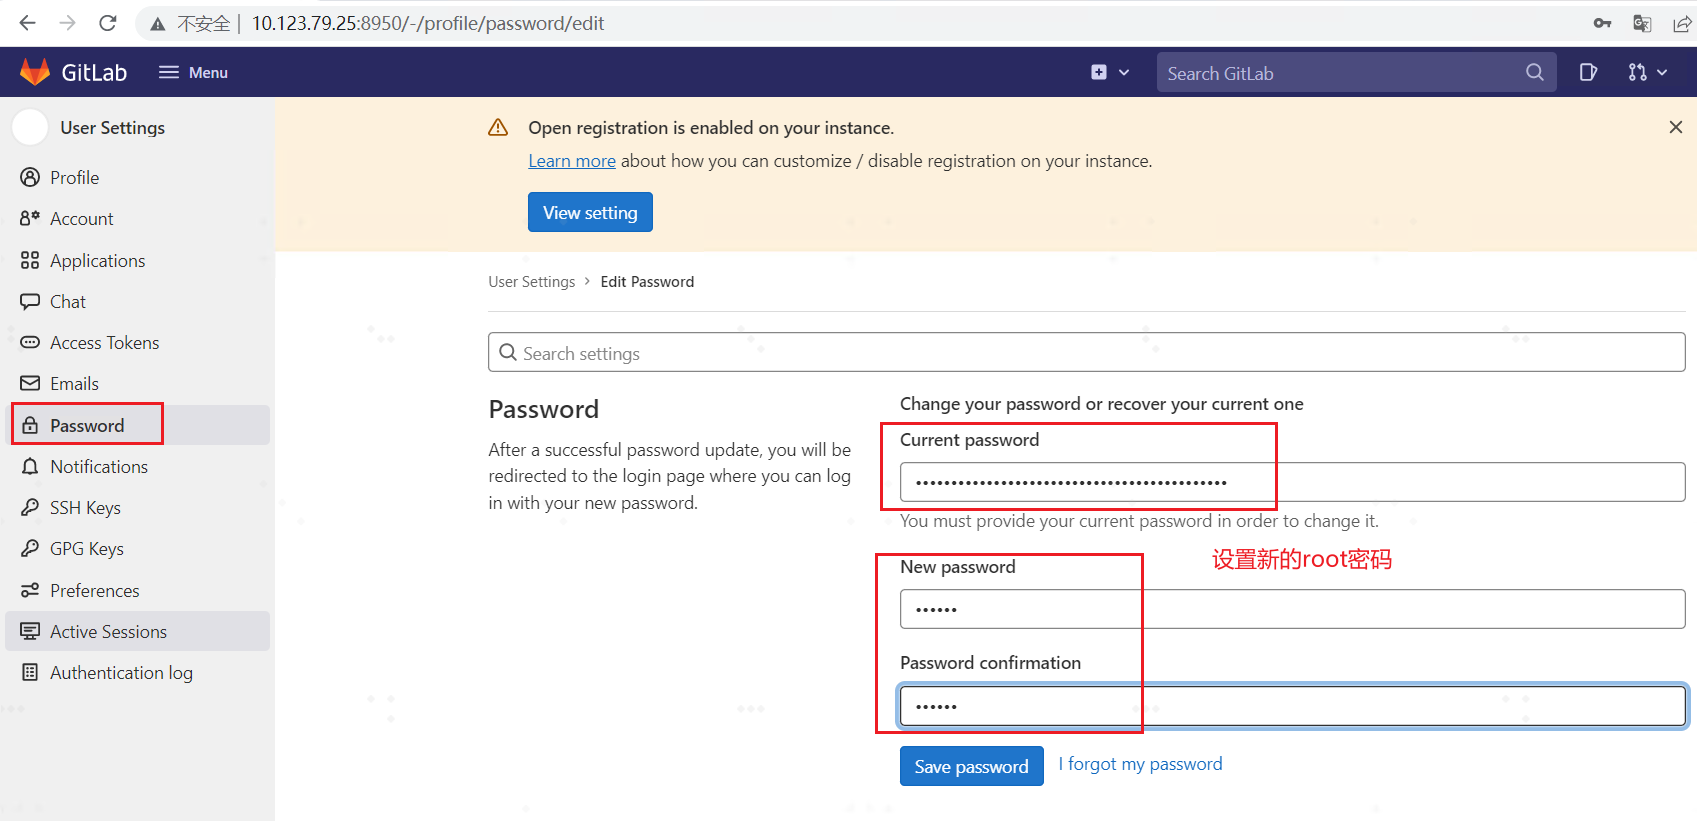 不安全 | 10.123.79.25:8950/-/profile/password/edit
GitLab
Menu
Search GitLab
User Settings
Profile
Account
Applications
Chat
Access Tokens
Emails
Password
Notifications
SSH Keys
GPG Keys
Preferences
Active Sessions
Authentication log
Open registration is enabled on your instance.
Learn more about how you can customize / disable registration on your instance.
View setting
User Settings › Edit Password
Search settings
Password
After a successful password update, you will be
redirected to the login page where you can log
in with your new password.
Change your password or recover your current one
Current password
You must provide your current password in order to change it.
设置新的root密码
New password
Password confirmation
Save password
I forgot my password